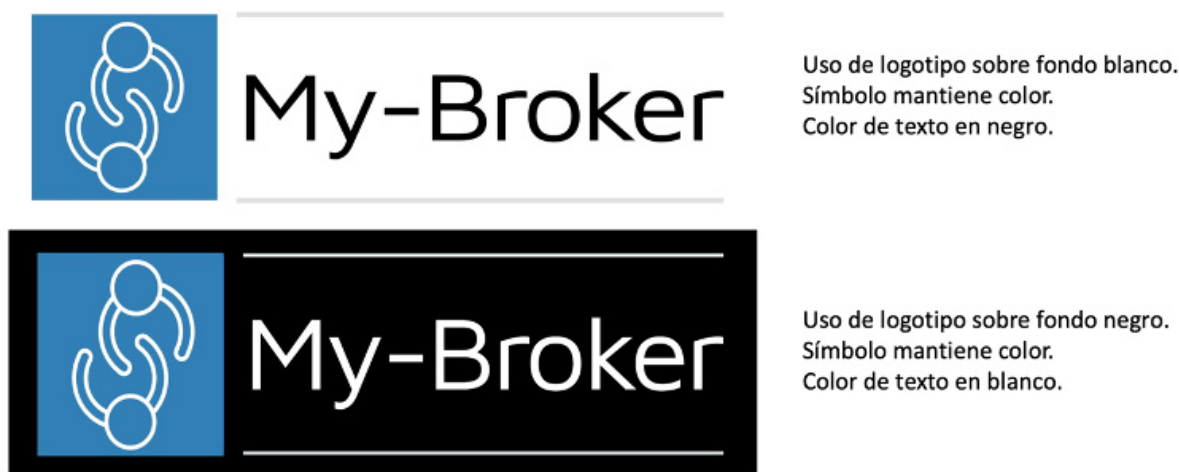 My-Broker
Uso de logotipo sobre fondo blanco.
Símbolo mantiene color.
Color de texto en negro.
My-Broker
Uso de logotipo sobre fondo negro.
Símbolo mantiene color.
Color de texto en blanco.